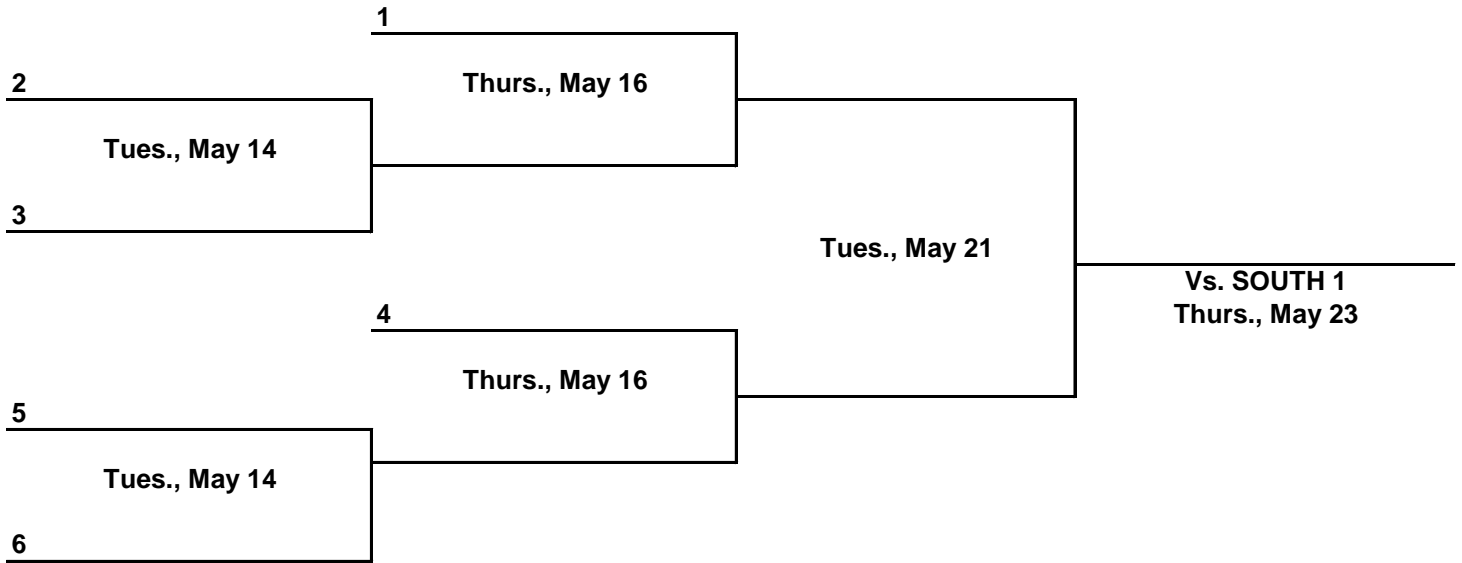 1
Thurs., May 16
2
Tues., May 14
3
Tues., May 21
Vs. SOUTH 1
Thurs., May 23
4
Thurs., May 16
5
Tues., May 14
6